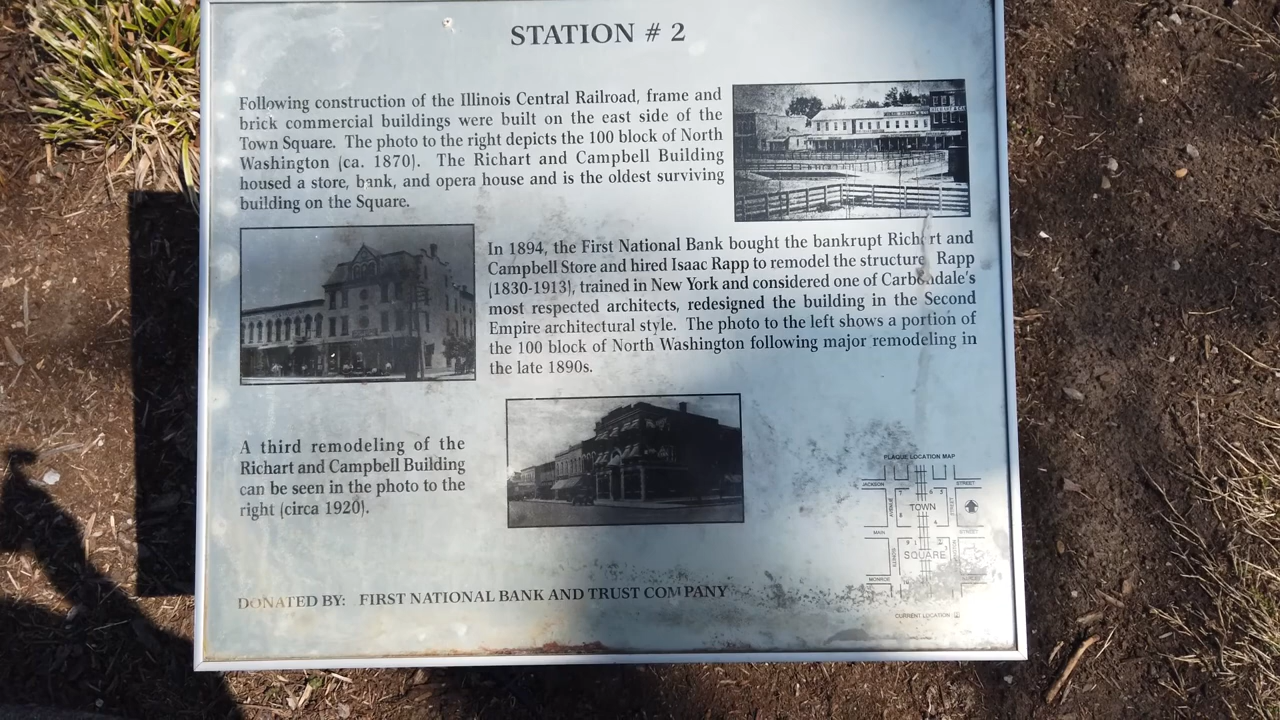 STATION # 2
Following construction of the Illinois Central Railroad, frame and
brick commercial buildings were built on the east side of the
Town Square. The photo to the right depicts the 100 block of North
Washington (ca. 1870). The Richart and Campbell Building
housed a store, bank, and opera house and is the oldest surviving
building on the Square.
In 1894, the First National Bank bought the bankrupt Richart and
Campbell Store and hired Isaac Rapp to remodel the structure. Rapp
(1830-1913), trained in New York and considered one of Carbondale's
most respected architects, redesigned the building in the Second
Empire architectural style. The photo to the left shows a portion of
the 100 block of North Washington following major remodeling in
the late 1890s.
A third remodeling of the
Richart and Campbell Building
can be seen in the photo to the
right (circa 1920).
PLAQUE LOCATION MAP
JACKSON
STREET
AVENUE
TOWN
MAIN
STREET
ILLINOIS
SQUARE
MONROE
CURRENT LOCATION
DONATED BY: FIRST NATIONAL BANK AND TRUST COMPANY